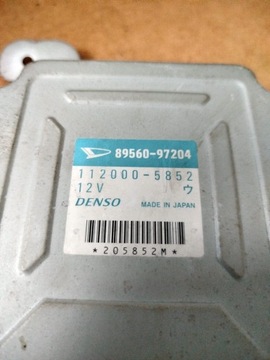 89560-97204
112000-5852
12V ウ
DENSO MADE IN JAPAN
*205852M*